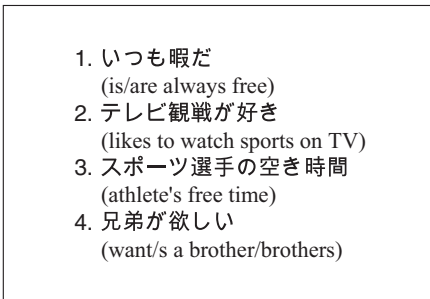 1. いつも暇だ
(is/are always free)
2. テレビ観戦が好き
(likes to watch sports on TV)
3. スポーツ選手の空き時間
(athlete's free time)
4. 兄弟が欲しい
(want/s a brother/brothers)